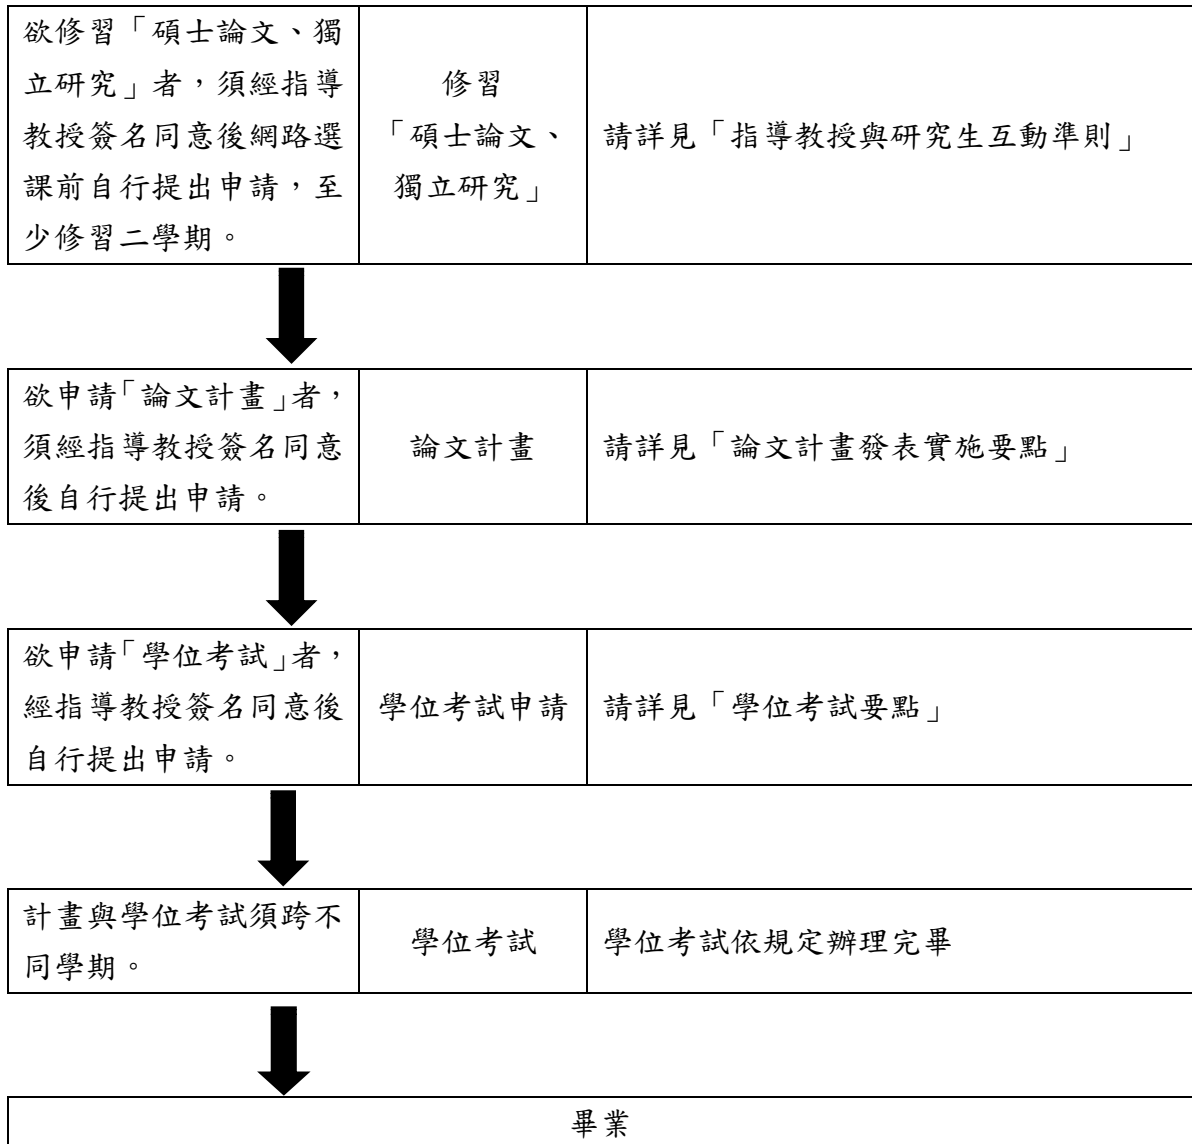 欲修習「碩士論文、獨
立研究」者，須經指導
教授簽名同意後網路選
課前自行提出申請，至
少修習二學期。
修習
「碩士論文、
獨立研究」
請詳見「指導教授與研究生互動準則」
欲申請「論文計畫」者，
須經指導教授簽名同意
後自行提出申請。
論文計畫
請詳見「論文計畫發表實施要點」
欲申請「學位考試」者，
經指導教授簽名同意後
自行提出申請。
學位考試申請
請詳見「學位考試要點」
計畫與學位考試須跨不
同學期。
學位考試
學位考試依規定辦理完畢
畢業